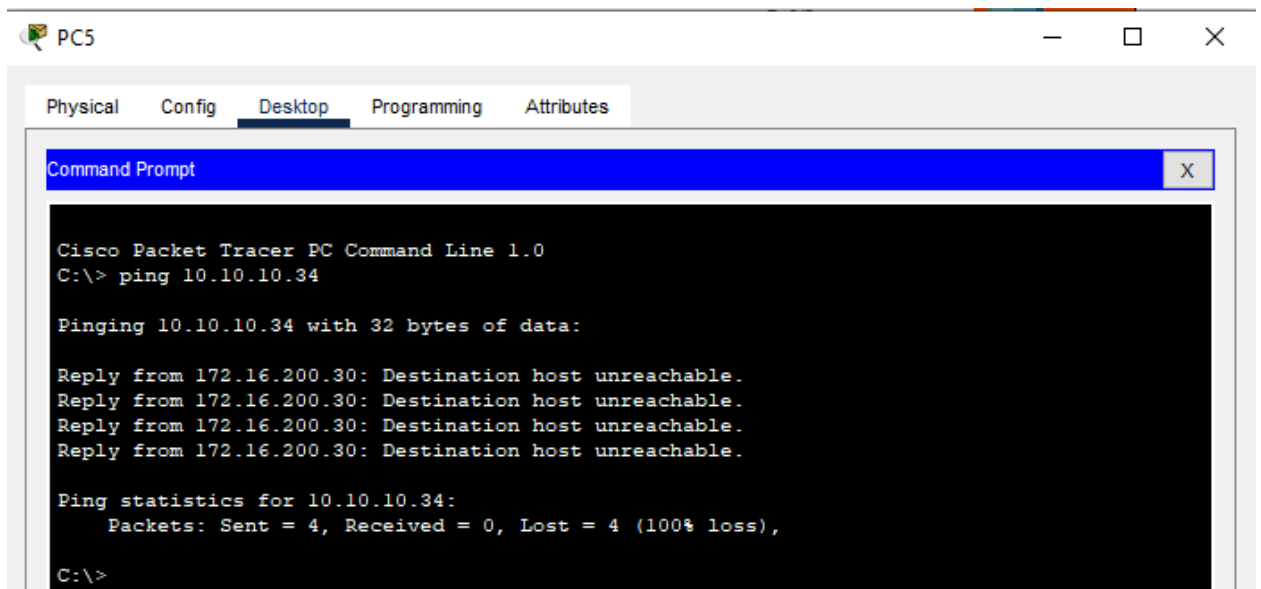 PC5
Physical Config Desktop Programming Attributes
Command Prompt
X
Cisco Packet Tracer PC Command Line 1.0
C:\> ping 10.10.10.34
Pinging 10.10.10.34 with 32 bytes of data:
Reply from 172.16.200.30: Destination host unreachable.
Reply from 172.16.200.30: Destination host unreachable.
Reply from 172.16.200.30: Destination host unreachable.
Reply from 172.16.200.30: Destination host unreachable.
Ping statistics for 10.10.10.34:
Packets: Sent = 4, Received = 0, Lost = 4 (100% loss),
C:\>